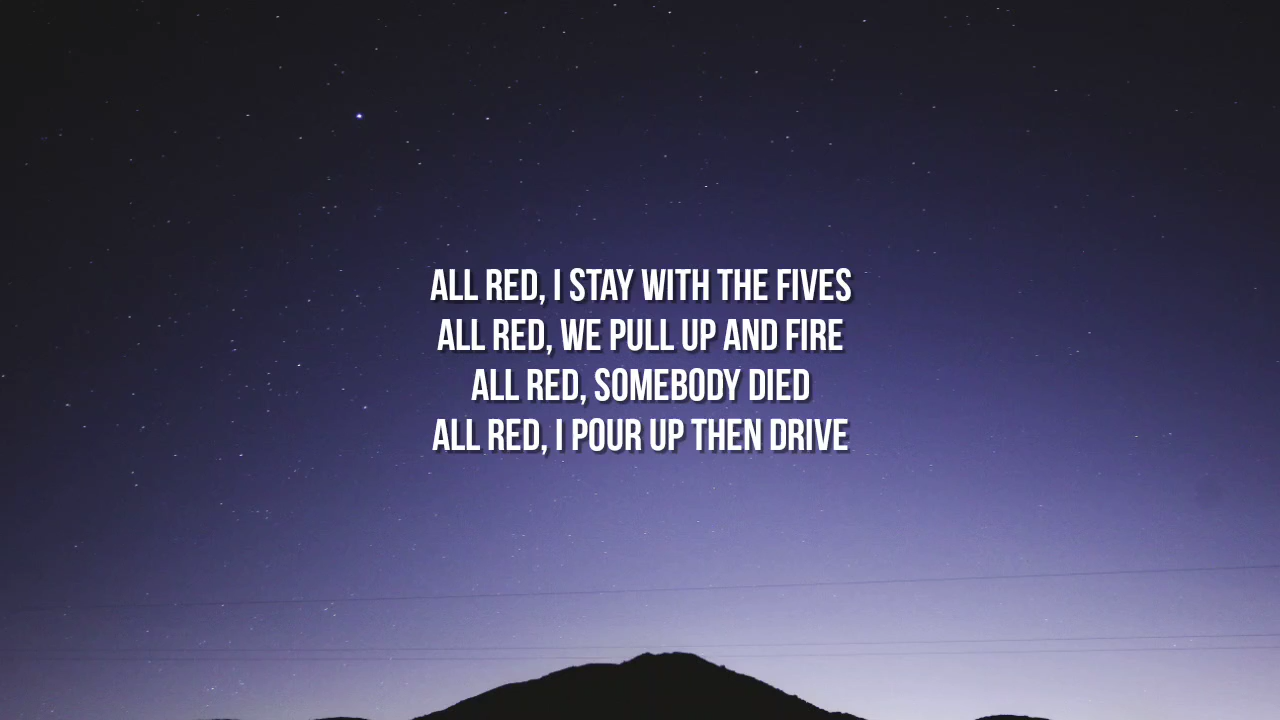 ALL RED, I STAY WITH THE FIVES
ALL RED, WE PULL UP AND FIRE
ALL RED, SOMEBODY DIED
ALL RED, I POUR UP THEN DRIVE